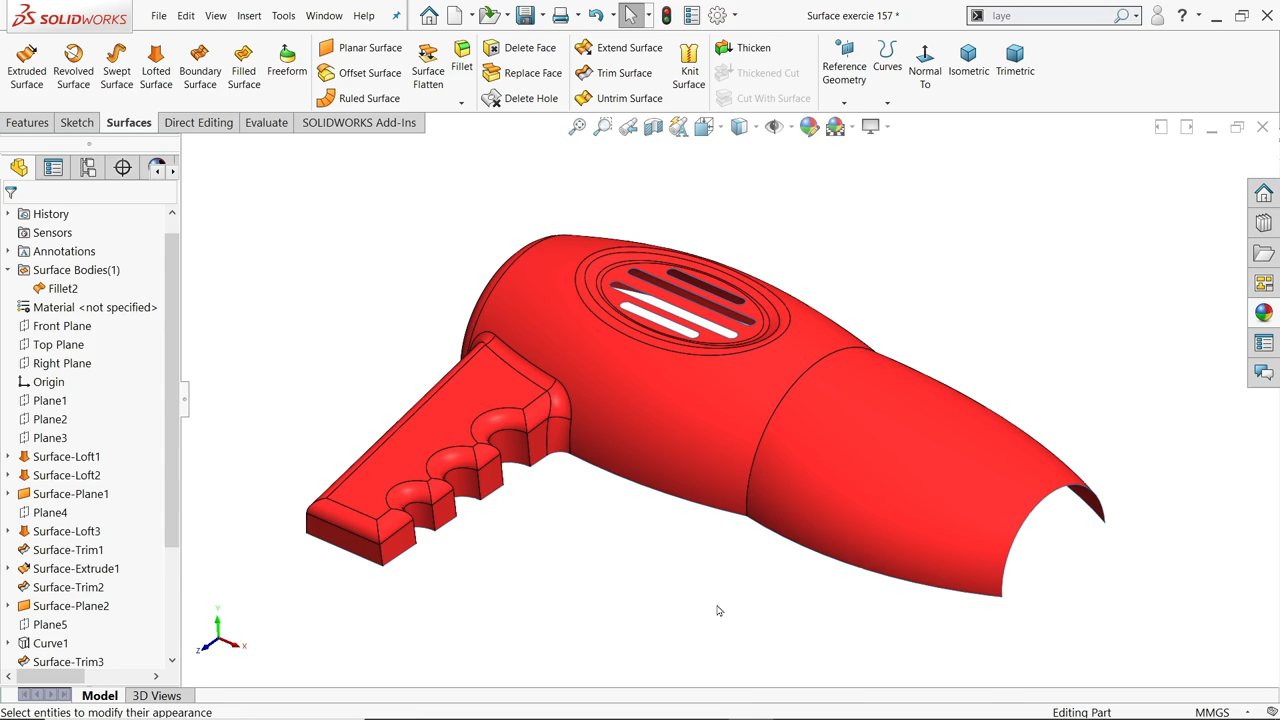 SOLIDWORKS File Edit View Insert Tools Window Help Surface exercie 157 * laye ?
Extruded Surface
Revolved Surface
Swept Surface
Lofted Surface
Boundary Surface
Filled Surface
Freeform
Planar Surface
Offset Surface
Ruled Surface
Surface Flatten
Fillet
Delete Face
Replace Face
Delete Hole
Extend Surface
Trim Surface
Untrim Surface
Knit Surface
Thicken
Thickened Cut
Cut With Surface
Reference Geometry
Curves
Normal To
Isometric
Trimetric
Features Sketch Surfaces Direct Editing Evaluate SOLIDWORKS Add-Ins
History
Sensors
Annotations
Surface Bodies(1)
Fillet2
Material <not specified>
Front Plane
Top Plane
Right Plane
Origin
Plane1
Plane2
Plane3
Surface-Loft1
Surface-Loft2
Surface-Plane1
Plane4
Surface-Loft3
Surface-Trim1
Surface-Extrude1
Surface-Trim2
Surface-Plane2
Plane5
Curve1
Surface-Trim3
Y
X
Z
Model 3D Views
Select entities to modify their appearance Editing Part MMGS